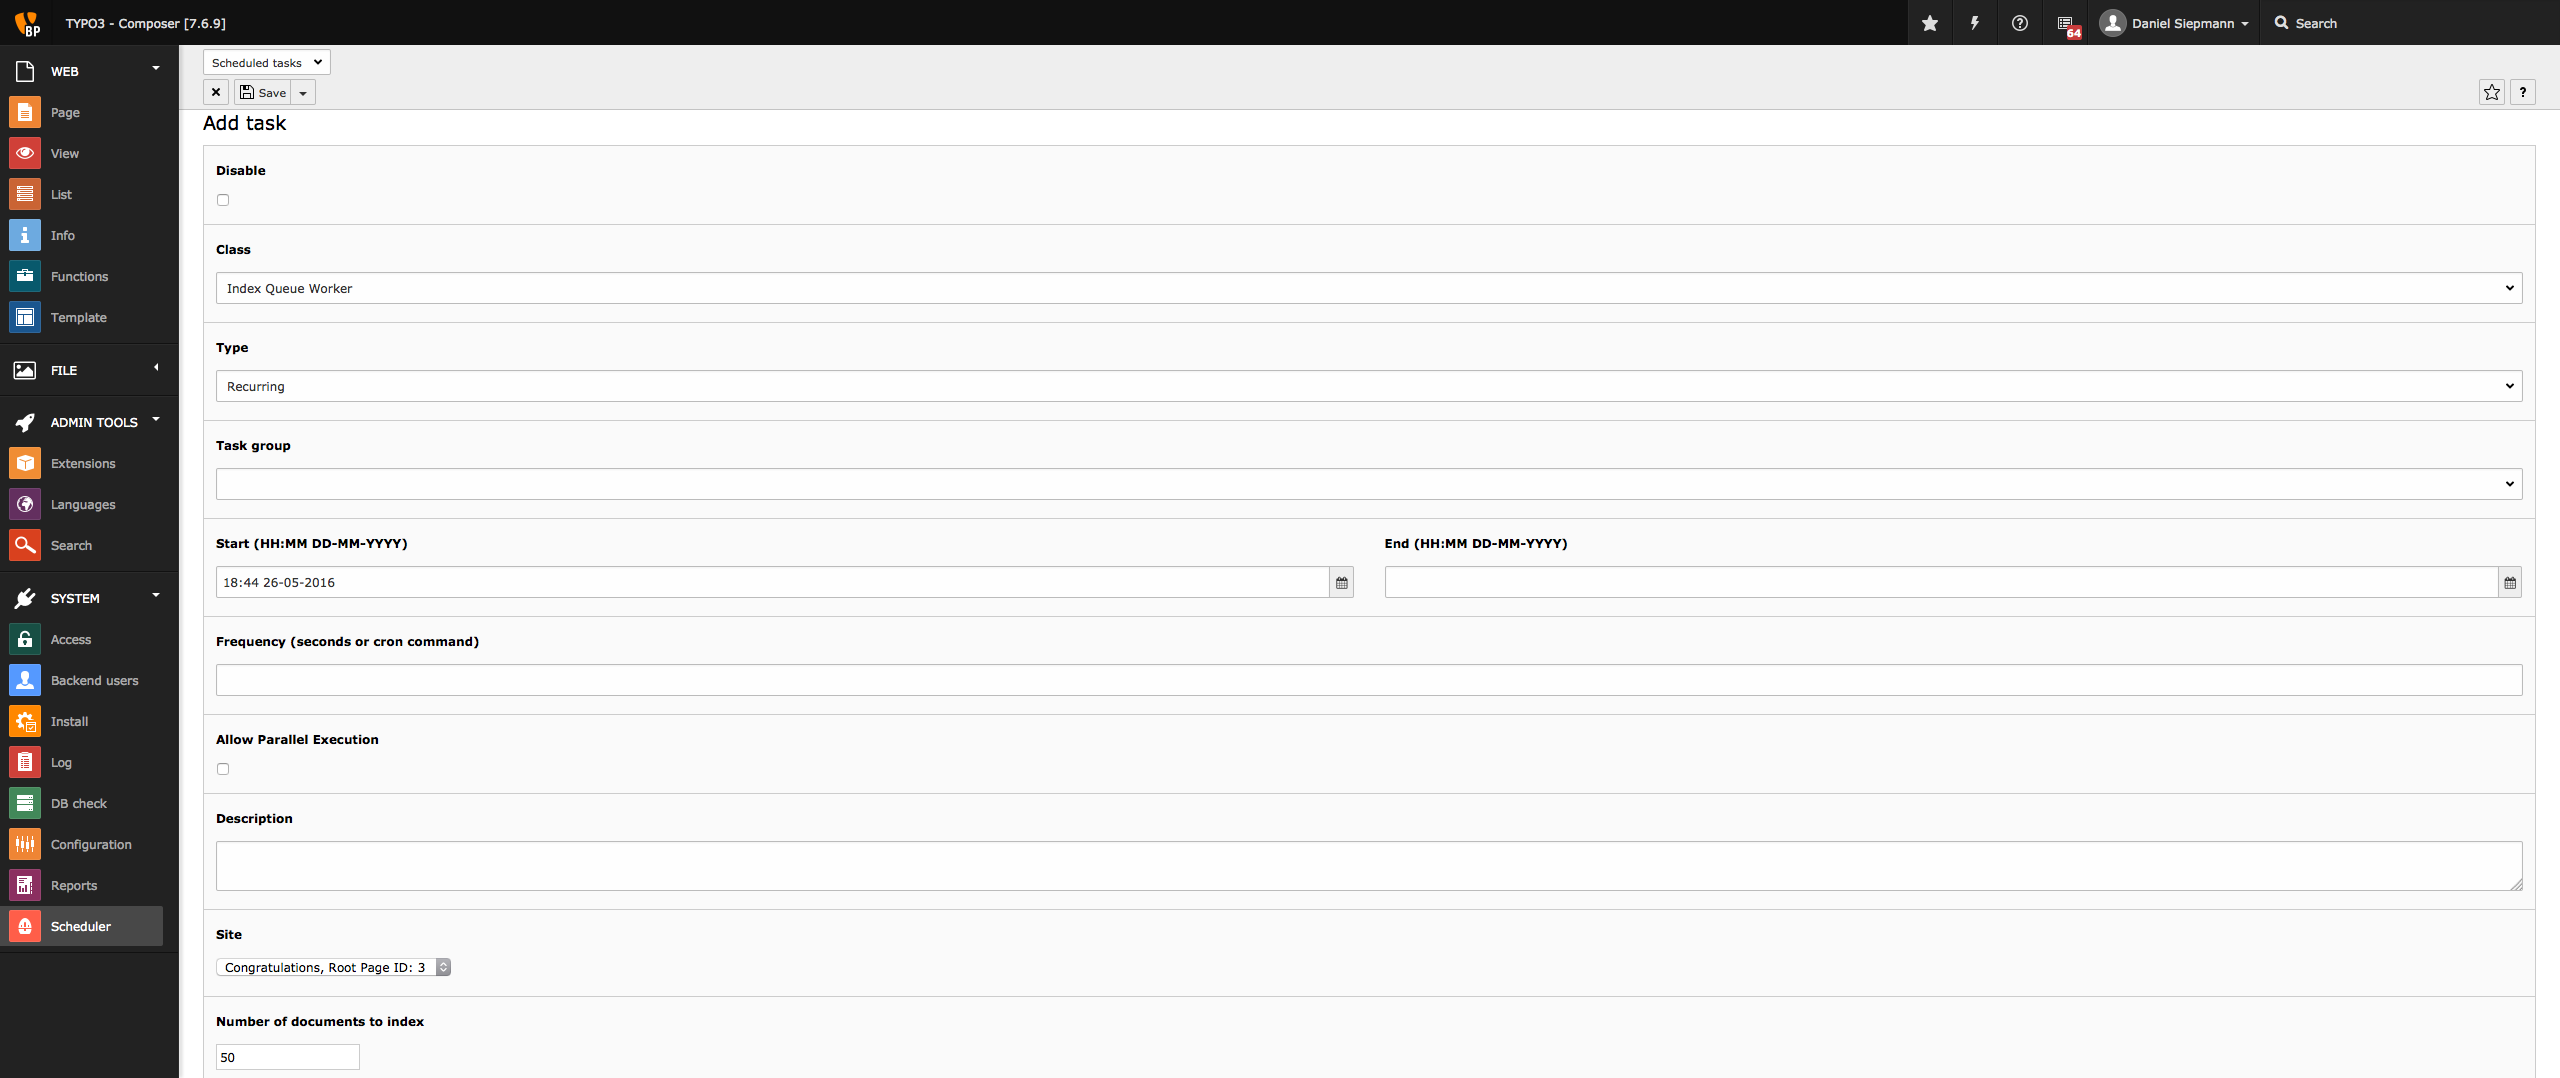 BP TYPO3 - Composer [7.6.9] 64 Daniel Siepmann Search
WEB
Page
View
List
Info
Functions
Template
FILE
ADMIN TOOLS
Extensions
Languages
Search
SYSTEM
Access
Backend users
Install
Log
DB check
Configuration
Reports
Scheduler
Scheduled tasks
Save ?
Add task
Disable
Class
Index Queue Worker
Type
Recurring
Task group
Start (HH:MM DD-MM-YYYY) End (HH:MM DD-MM-YYYY)
18:44 26-05-2016
Frequency (seconds or cron command)
Allow Parallel Execution
Description
Site
Congratulations, Root Page ID: 3
Number of documents to index
50